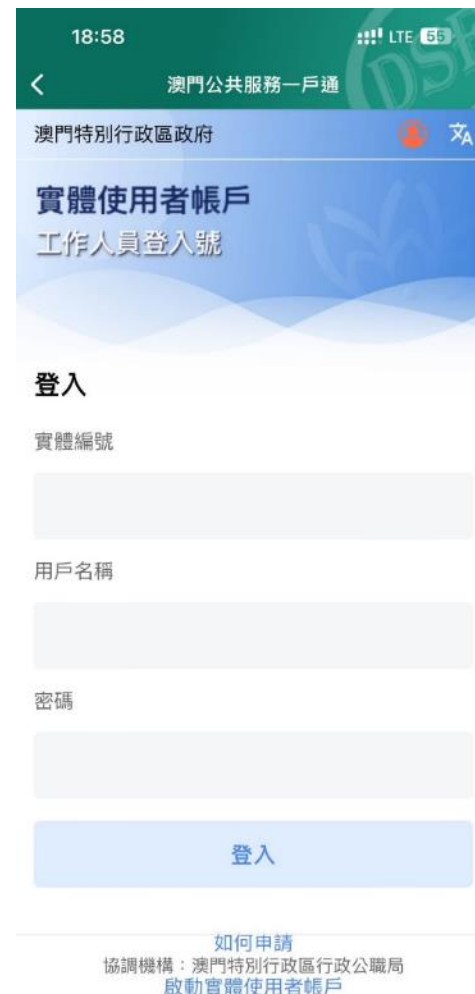 18:58
LTE 55
澳門公共服務一戶通
DSF
澳門特別行政區政府
實體使用者帳戶
工作人員登入號
登入
實體編號
用戶名稱
密碼
登入
如何申請
協調機構：澳門特別行政區行政公職局
啟動實體使用者帳戶